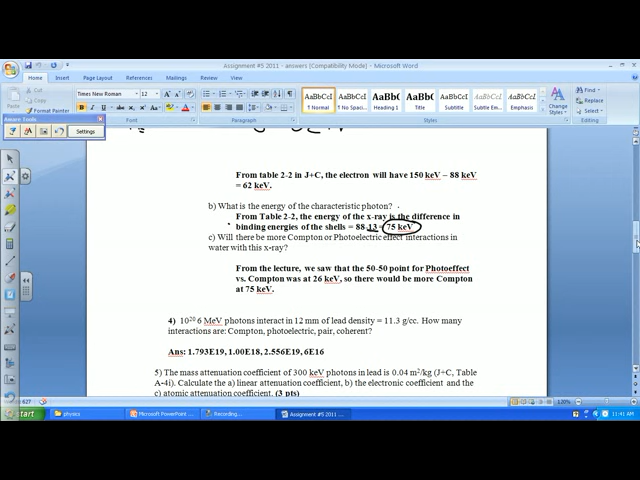 Assignment #5 2011 - answers [Compatibility Mode] - Microsoft Word
Home Page Layout References Mailings Review View
Cut
Copy
Paste Format Painter
Times New Roman 12
AaBbCcI AaBbCcI AaBbC AaBbCcI AaBbCcI AaBbCcI
¶ Normal ¶ No Spaci... Heading 1 Subtitle Subtle Em... Emphasis
Change Styles
Find
Replace
Select
Font Paragraph Styles Editing
Settings
From table 2-2 in J+C, the electron will have 150 keV – 88 keV
= 62 keV.
b) What is the energy of the characteristic photon?
From Table 2-2, the energy of the x-ray is the difference in
binding energies of the shells = 88-13 = 75 keV
c) Will there be more Compton or Photoelectric effect interactions in
water with this x-ray?
From the lecture, we saw that the 50-50 point for Photoeffect
vs. Compton was at 26 keV, so there would be more Compton
at 75 keV.
4) 10²⁰ 6 MeV photons interact in 12 mm of lead density = 11.3 g/cc. How many
interactions are: Compton, photoelectric, pair, coherent?
Ans: 1.793E19, 1.00E18, 2.556E19, 6E16
5) The mass attenuation coefficient of 300 keV photons in lead is 0.04 m²/kg (J+C, Table
A-4i). Calculate the a) linear attenuation coefficient, b) the electronic coefficient and the
c) atomic attenuation coefficient. (3 pts)
120%
start physics Microsoft PowerPoint ... Recording... Assignment #5 2011 ... 11:41 AM